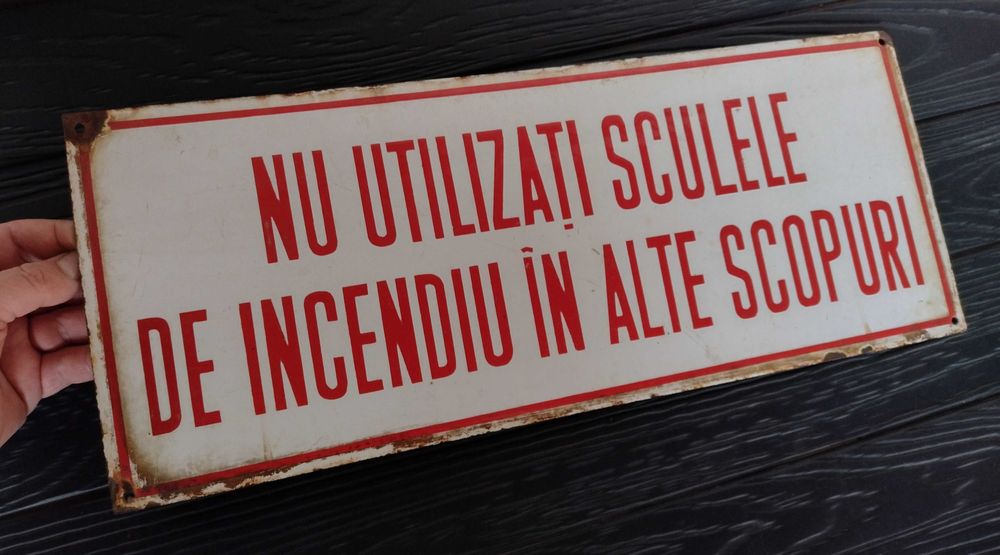 NU UTILIZAȚI SCULELE
DE INCENDIU ÎN ALTE SCOPURI